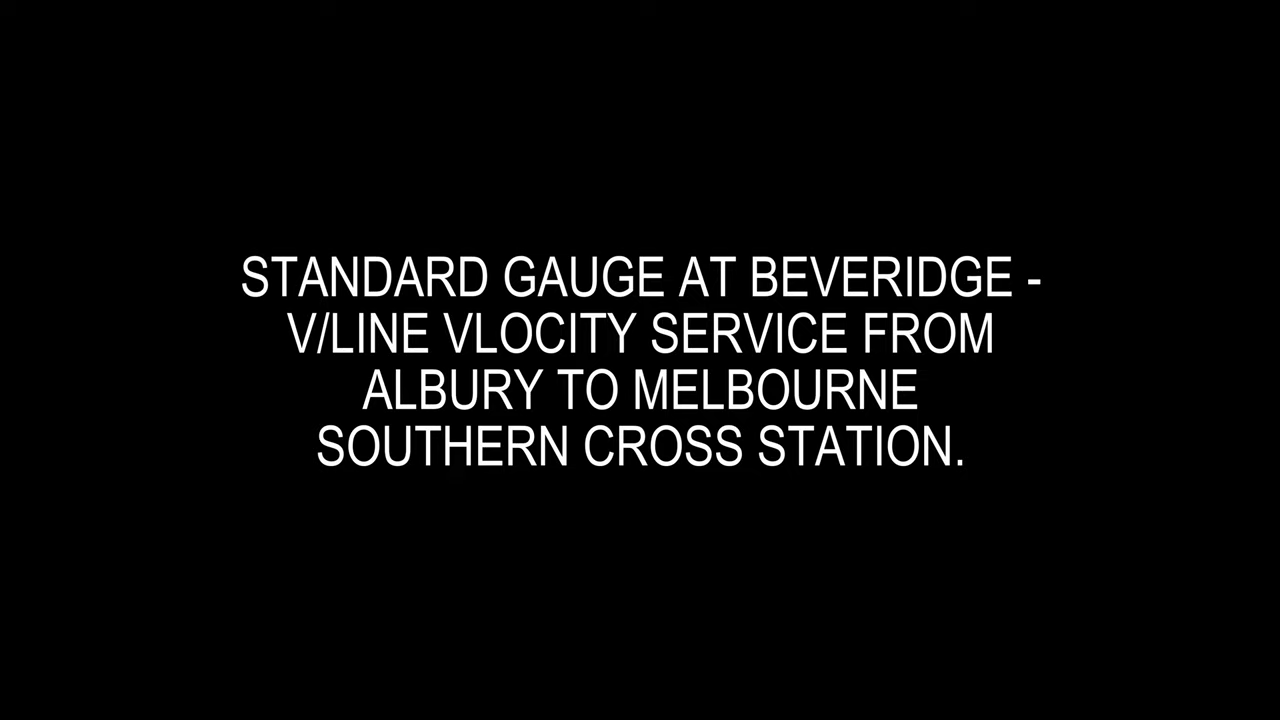 STANDARD GAUGE AT BEVERIDGE -
V/LINE VLOCITY SERVICE FROM
ALBURY TO MELBOURNE
SOUTHERN CROSS STATION.